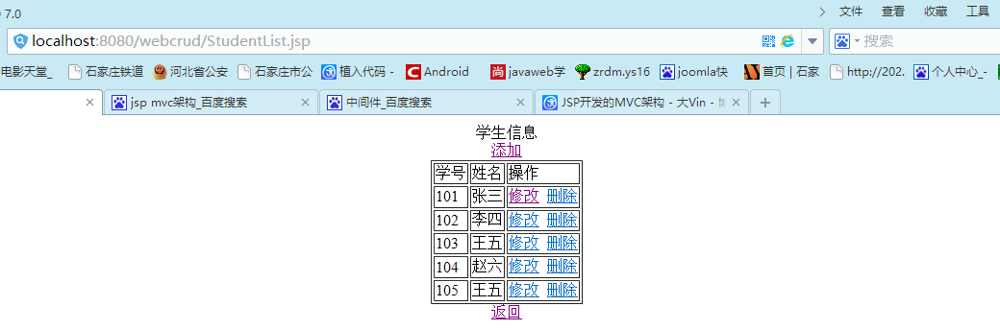 7.0 文件 查看 收藏 工具
localhost:8080/webcrud/StudentList.jsp 搜索
电影天堂_ 石家庄铁道 河北省公安 石家庄市公 植入代码 - Android javaweb学 zrdm.ys16 joomla快 首页 | 石家 http://202. 个人中心_-
jsp mvc架构_百度搜索 中间件_百度搜索 JSP开发的MVC架构 - 大Vin -
学生信息
添加
学号 姓名 操作
101 张三 修改 删除
102 李四 修改 删除
103 王五 修改 删除
104 赵六 修改 删除
105 王五 修改 删除
返回